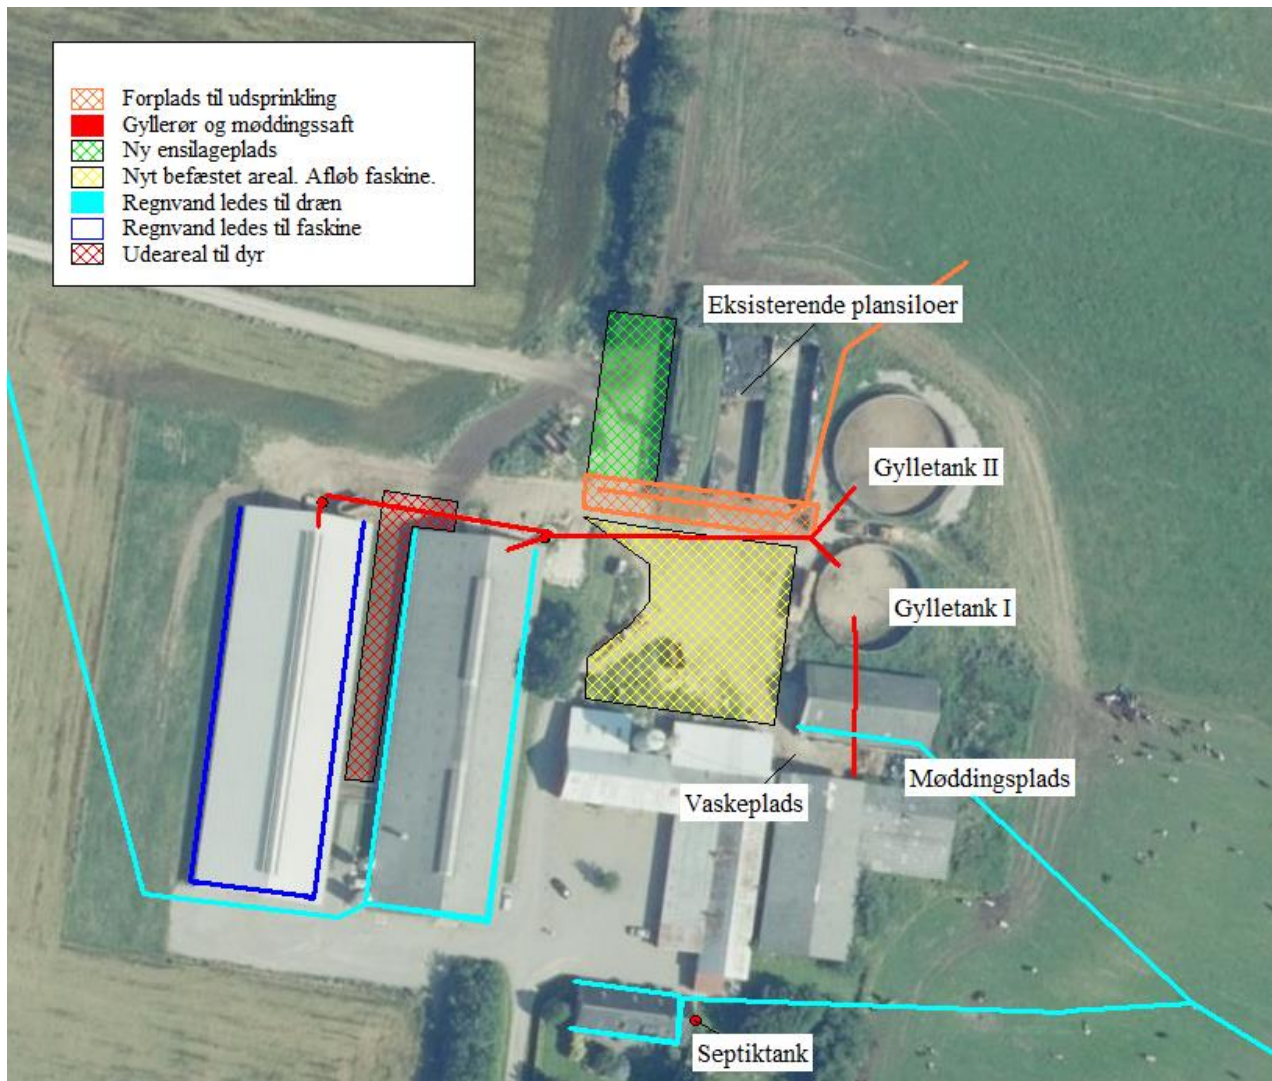 Forplads til udsprinkling
Gyllerør og møddingssaft
Ny ensilageplads
Nyt befæstet areal. Afløb faskine.
Regnvand ledes til dræn
Regnvand ledes til faskine
Udeareal til dyr
Eksisterende plansiloer
Gylletank II
Gylletank I
Møddingsplads
Vaskeplads
Septiktank